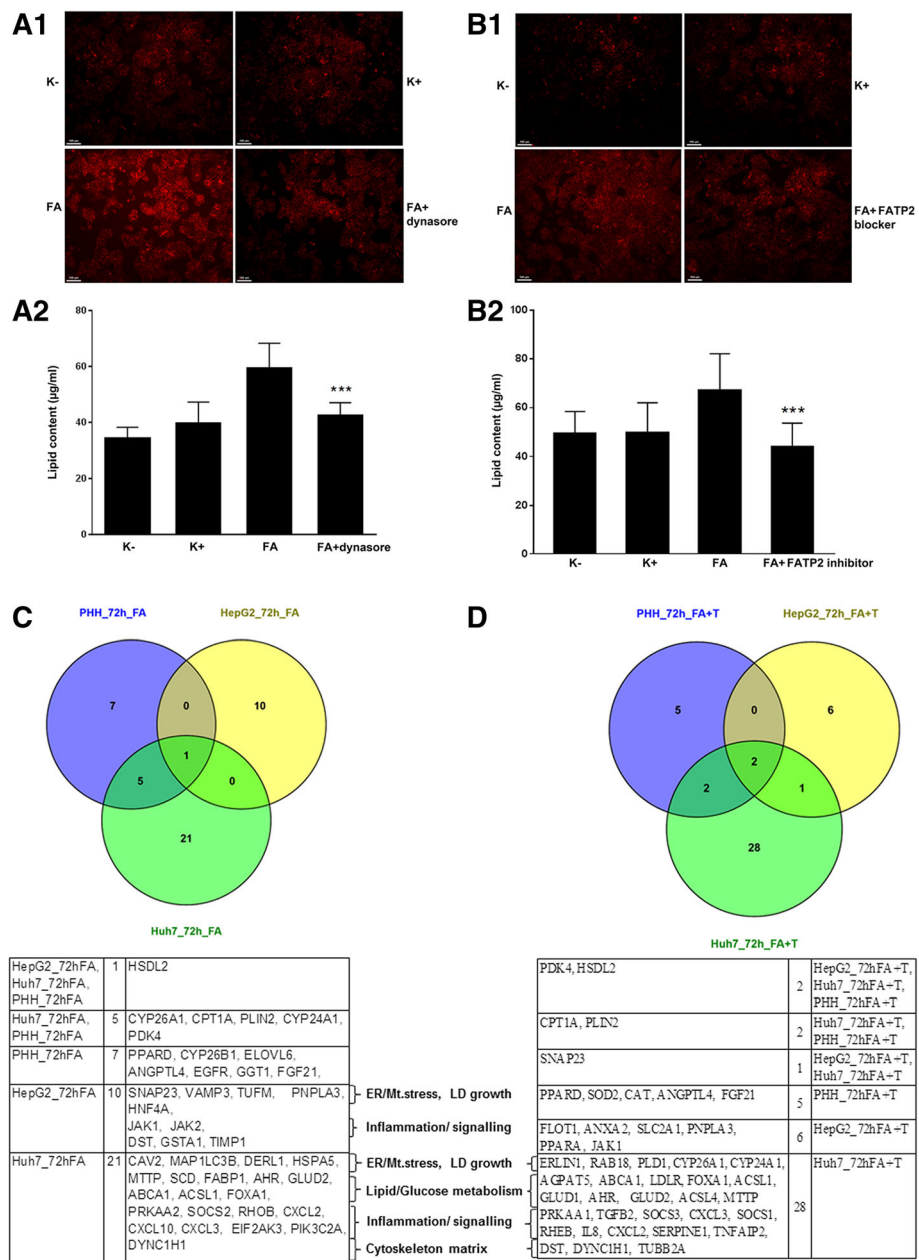 A1
B1
K-
K+
K-
K+
FA
FA+
dynasore
FA
FA+FATP2
blocker
A2
B2
Lipid content (µg/ml)
80
60
40
20
0
***
K-
K+
FA
FA+dynasore
Lipid content (µg/ml)
100
80
60
40
20
0
***
K-
K+
FA
FA+FATP2 inhibitor
C
PHH_72h_FA
HepG2_72h_FA
7
0
10
1
5
0
21
Huh7_72h_FA
D
PHH_72h_FA+T
HepG2_72h_FA+T
5
0
6
2
2
1
28
Huh7_72h_FA+T
HepG2_72hFA,
Huh7_72hFA,
PHH_72hFA
1
HSDL2
Huh7_72hFA,
PHH_72hFA
5
CYP26A1, CPT1A, PLIN2, CYP24A1,
PDK4
PHH_72hFA
7
PPARD, CYP26B1, ELOVL6,
ANGPTL4, EGFR, GGT1, FGF21,
HepG2_72hFA
10
SNAP23, VAMP3, TUFM, PNPLA3,
HNF4A,
JAK1, JAK2,
DST, GSTA1, TIMP1
Huh7_72hFA
21
CAV2, MAP1LC3B, DERL1, HSPA5,
MTTP, SCD, FABP1, AHR, GLUD2,
ABCA1, ACSL1, FOXA1,
PRKAA2, SOCS2, RHOB, CXCL2,
CXCL10, CXCL3, EIF2AK3, PIK3C2A,
DYNC1H1
ER/Mt.stress, LD growth
Inflammation/ signalling
ER/Mt.stress, LD growth
Lipid/Glucose metabolism
Inflammation/ signalling
Cytoskeleton matrix
PDK4, HSDL2
2
HepG2_72hFA+T,
Huh7_72hFA+T,
PHH_72hFA+T
CPT1A, PLIN2
2
Huh7_72hFA+T,
PHH_72hFA+T
SNAP23
1
HepG2_72hFA+T,
Huh7_72hFA+T
PPARD, SOD2, CAT, ANGPTL4, FGF21
5
PHH_72hFA+T
FLOT1, ANXA2, SLC2A1, PNPLA3,
PPARA, JAK1
6
HepG2_72hFA+T
ERLIN1, RAB18, PLD1, CYP26A1, CYP24A1,
AGPAT5, ABCA1, LDLR, FOXA1, ACSL1,
GLUD1, AHR, GLUD2, ACSL4, MTTP
PRKAA1, TGFB2, SOCS3, CXCL3, SOCS1,
RHEB, IL8, CXCL2, SERPINE1, TNFAIP2,
DST, DYNC1H1, TUBB2A
28
Huh7_72hFA+T